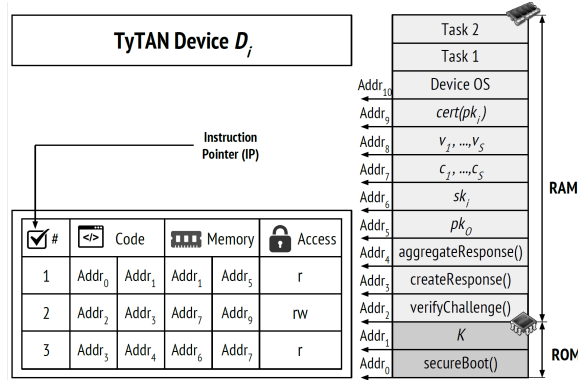 TyTAN Device D_i
Instruction
Pointer (IP)
# </> Code Memory Access
1 Addr_0 Addr_1 Addr_1 Addr_5 r
2 Addr_2 Addr_3 Addr_7 Addr_9 rw
3 Addr_3 Addr_4 Addr_6 Addr_7 r
Task 2
Task 1
Addr_10 Device OS
Addr_9 cert(pk_i)
Addr_8 v_1, ...,v_S
Addr_7 c_1, ...,c_S
Addr_6 sk_i
Addr_5 pk_O
Addr_4 aggregateResponse()
Addr_3 createResponse()
Addr_2 verifyChallenge()
Addr_1 K
Addr_0 secureBoot()
RAM
ROM